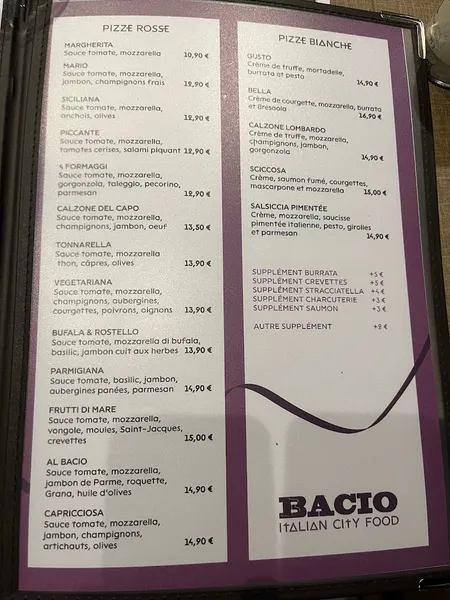 PIZZE ROSSE
MARGHERITA
Sauce tomate, mozzarella 10,90 €
MARIO
Sauce tomate, mozzarella,
jambon, champignons frais 12,90 €
SICILIANA
Sauce tomate, mozzarella,
anchois, olives 12,90 €
PICCANTE
Sauce tomate, mozzarella,
tomates cerises, salami piquant 12,90 €
4 FORMAGGI
Sauce tomate, mozzarella,
gorgonzola, taleggio, pecorino,
parmesan 12,90 €
CALZONE DEL CAPO
Sauce tomate, mozzarella,
champignons, jambon, oeuf 13,50 €
TONNARELLA
Sauce tomate, mozzarella
thon, câpres, olives 13,90 €
VEGETARIANA
Sauce tomate, mozzarella,
champignons, aubergines,
courgettes, poivrons, oignons 13,90 €
BUFALA & ROSTELLO
Sauce tomate, mozzarella di bufala,
basilic, jambon cuit aux herbes 13,90 €
PARMIGIANA
Sauce tomate, basilic, jambon,
aubergines panées, parmesan 14,90 €
FRUTTI DI MARE
Sauce tomate, mozzarella,
vongole, moules, Saint-Jacques,
crevettes 15,00 €
AL BACIO
Sauce tomate, mozzarella,
jambon de Parme, roquette,
Grana, huile d'olives 14,90 €
CAPRICCIOSA
Sauce tomate, mozzarella,
jambon, champignons,
artichauts, olives 14,90 €
PIZZE BIANCHE
GUSTO
Crème de truffe, mortadelle,
burrata et pesto 14,90 €
BELLA
Crème de courgette, mozzarella, burrata
et Bresaola 16,90 €
CALZONE LOMBARDO
Crème de truffe, mozzarella,
champignons, jambon,
gorgonzola 14,90 €
SCICCOSA
Crème, saumon fumé, courgettes,
mascarpone et mozzarella 15,00 €
SALSICCIA PIMENTÉE
Crème, mozzarella, saucisse
pimentée italienne, pesto, girolles
et parmesan 14,90 €
SUPPLÉMENT BURRATA +5 €
SUPPLÉMENT CREVETTES +5 €
SUPPLÉMENT STRACCIATELLA +4 €
SUPPLÉMENT CHARCUTERIE +3 €
SUPPLÉMENT SAUMON +3 €
AUTRE SUPPLÉMENT +2 €
BACIO
ITALIAN CITY FOOD